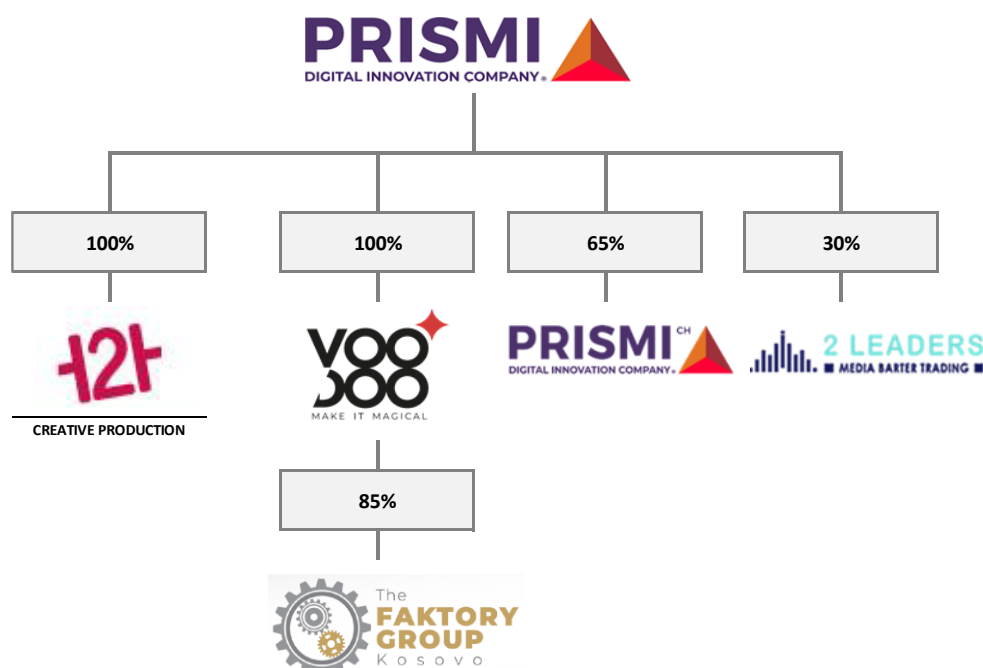 PRISMI
DIGITAL INNOVATION COMPANY®
100%
100%
65%
30%
12H
CREATIVE PRODUCTION
VOO
DOO
MAKE IT MAGICAL
PRISMI CH
DIGITAL INNOVATION COMPANY®
2 LEADERS
MEDIA BARTER TRADING
85%
The
FAKTORY
GROUP
Kosovo